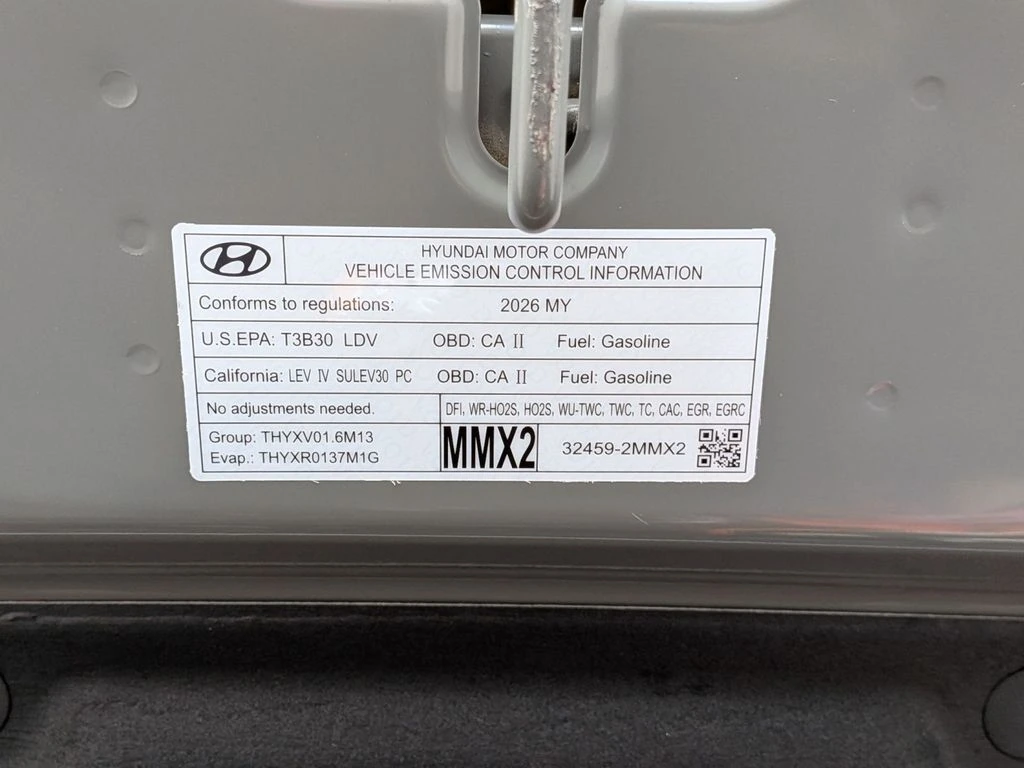 HYUNDAI MOTOR COMPANY
VEHICLE EMISSION CONTROL INFORMATION
Conforms to regulations: 2026 MY
U.S.EPA: T3B30 LDV OBD: CA II Fuel: Gasoline
California: LEV IV SULEV30 PC OBD: CA II Fuel: Gasoline
No adjustments needed. DFI, WR-HO2S, HO2S, WU-TWC, TWC, TC, CAC, EGR, EGRC
Group: THYXV01.6M13
Evap.: THYXR0137M1G
MMX2 32459-2MMX2